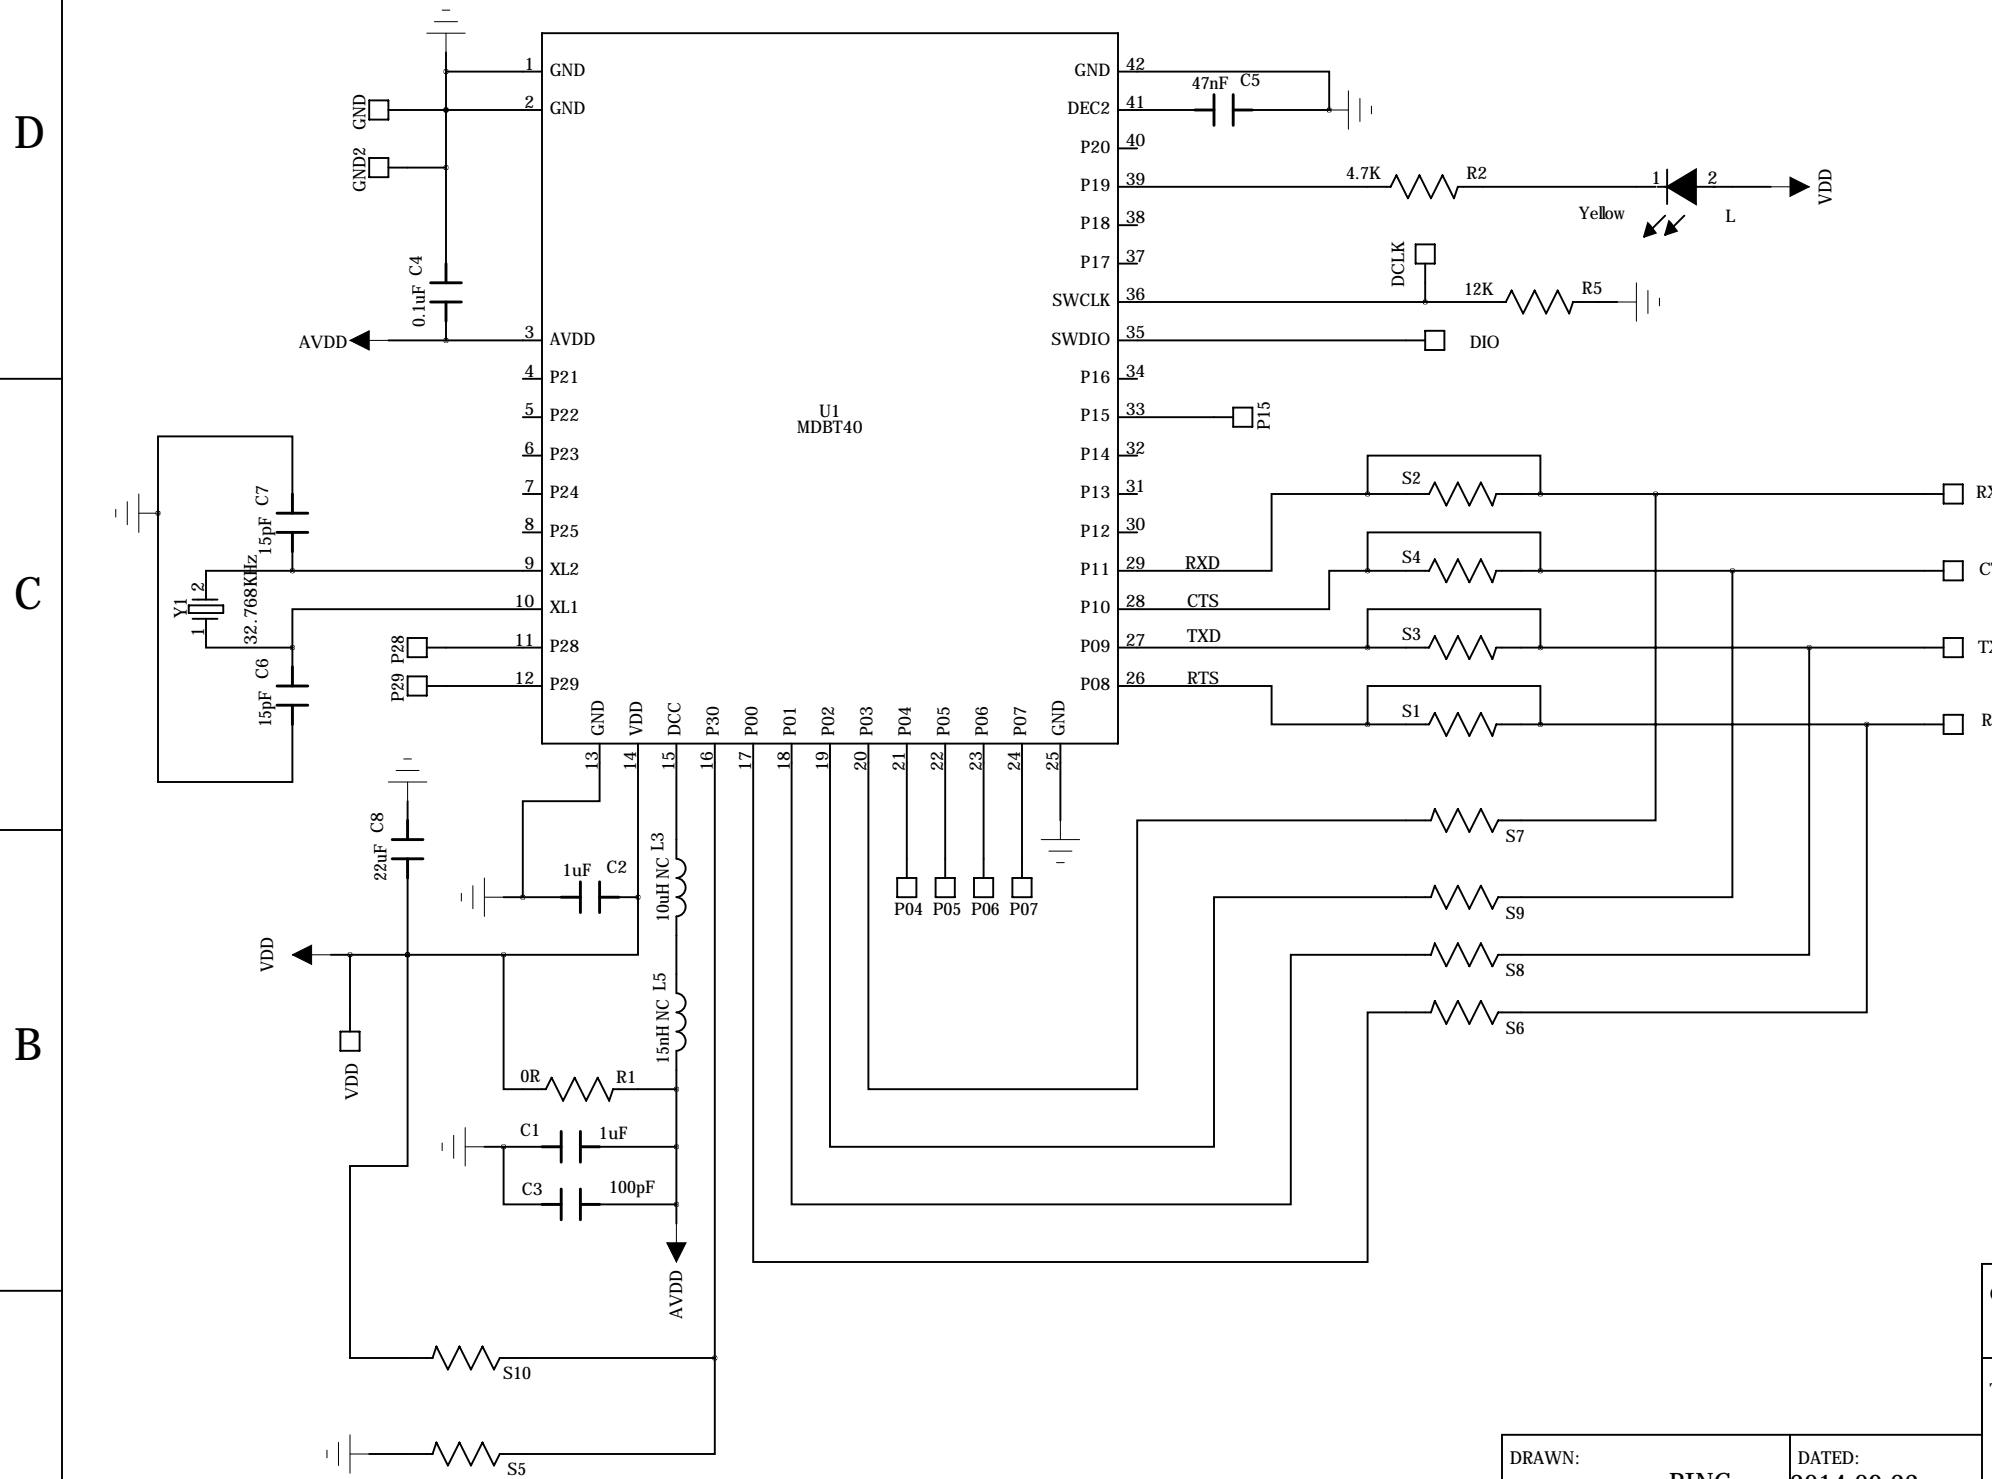 D
C
B
GND
GND2
0.1uF C4
AVDD
1 GND
2 GND
3 AVDD
4 P21
5 P22
6 P23
7 P24
8 P25
9 XL2
10 XL1
11 P28
12 P29
U1
MDBT40
GND 42
DEC2 41
P20 40
P19 39
P18 38
P17 37
SWCLK 36
SWDIO 35
P16 34
P15 33
P14 32
P13 31
P12 30
P11 29 RXD
P10 28 CTS
P09 27 TXD
P08 26 RTS
13 GND
14 VDD
15 DCC
16 P30
17 P00
18 P01
19 P02
20 P03
21 P04
22 P05
23 P06
24 P07
25 GND
47nF C5
4.7K R2
1 2
Yellow L
VDD
DCLK
12K R5
DIO
P15
S2
S4
S3
S1
15pF C7
Y1
1 2
32.768KHz
15pF C6
P28
P29
22uF C8
1uF C2
10uH NC L3
15nH NC L5
VDD
VDD
0R R1
C1 1uF
C3 100pF
AVDD
P04 P05 P06 P07
S7
S9
S8
S6
S10
S5
DRAWN:
DATED: